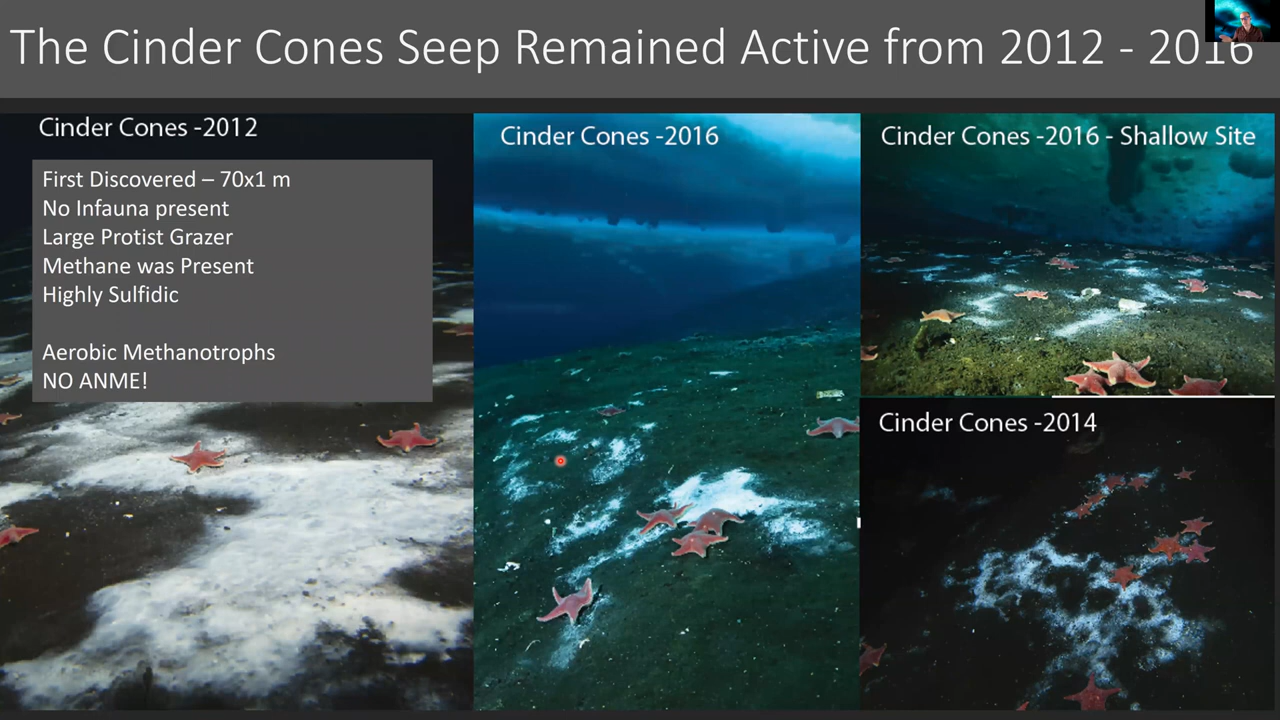 The Cinder Cones Seep Remained Active from 2012 - 2016
Cinder Cones -2012
First Discovered – 70x1 m
No Infauna present
Large Protist Grazer
Methane was Present
Highly Sulfidic
Aerobic Methanotrophs
NO ANME!
Cinder Cones -2016
Cinder Cones -2016 - Shallow Site
Cinder Cones -2014